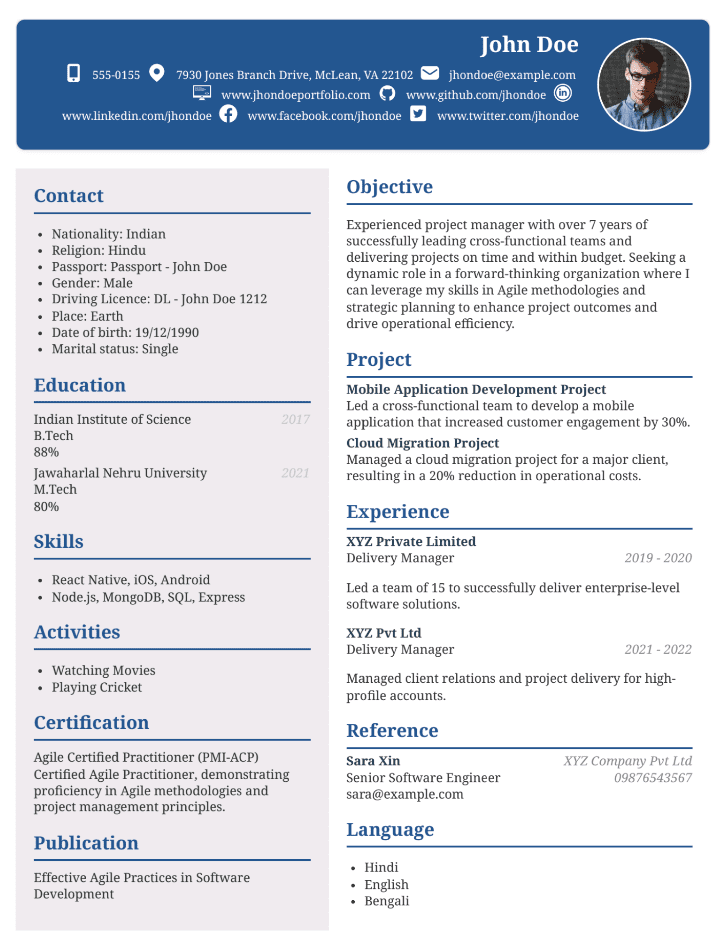 John Doe
555-0155 7930 Jones Branch Drive, McLean, VA 22102 jhondoe@example.com
www.jhondoeportfolio.com www.github.com/jhondoe
www.linkedin.com/jhondoe www.facebook.com/jhondoe www.twitter.com/jhondoe
Contact
• Nationality: Indian
• Religion: Hindu
• Passport: Passport - John Doe
• Gender: Male
• Driving Licence: DL - John Doe 1212
• Place: Earth
• Date of birth: 19/12/1990
• Marital status: Single
Education
Indian Institute of Science 2017
B.Tech
88%
Jawaharlal Nehru University 2021
M.Tech
80%
Skills
• React Native, iOS, Android
• Node.js, MongoDB, SQL, Express
Activities
• Watching Movies
• Playing Cricket
Certification
Agile Certified Practitioner (PMI-ACP)
Certified Agile Practitioner, demonstrating
proficiency in Agile methodologies and
project management principles.
Publication
Effective Agile Practices in Software
Development
Objective
Experienced project manager with over 7 years of
successfully leading cross-functional teams and
delivering projects on time and within budget. Seeking a
dynamic role in a forward-thinking organization where I
can leverage my skills in Agile methodologies and
strategic planning to enhance project outcomes and
drive operational efficiency.
Project
Mobile Application Development Project
Led a cross-functional team to develop a mobile
application that increased customer engagement by 30%.
Cloud Migration Project
Managed a cloud migration project for a major client,
resulting in a 20% reduction in operational costs.
Experience
XYZ Private Limited
Delivery Manager 2019 - 2020
Led a team of 15 to successfully deliver enterprise-level
software solutions.
XYZ Pvt Ltd
Delivery Manager 2021 - 2022
Managed client relations and project delivery for high-
profile accounts.
Reference
Sara Xin XYZ Company Pvt Ltd
Senior Software Engineer 09876543567
sara@example.com
Language
• Hindi
• English
• Bengali